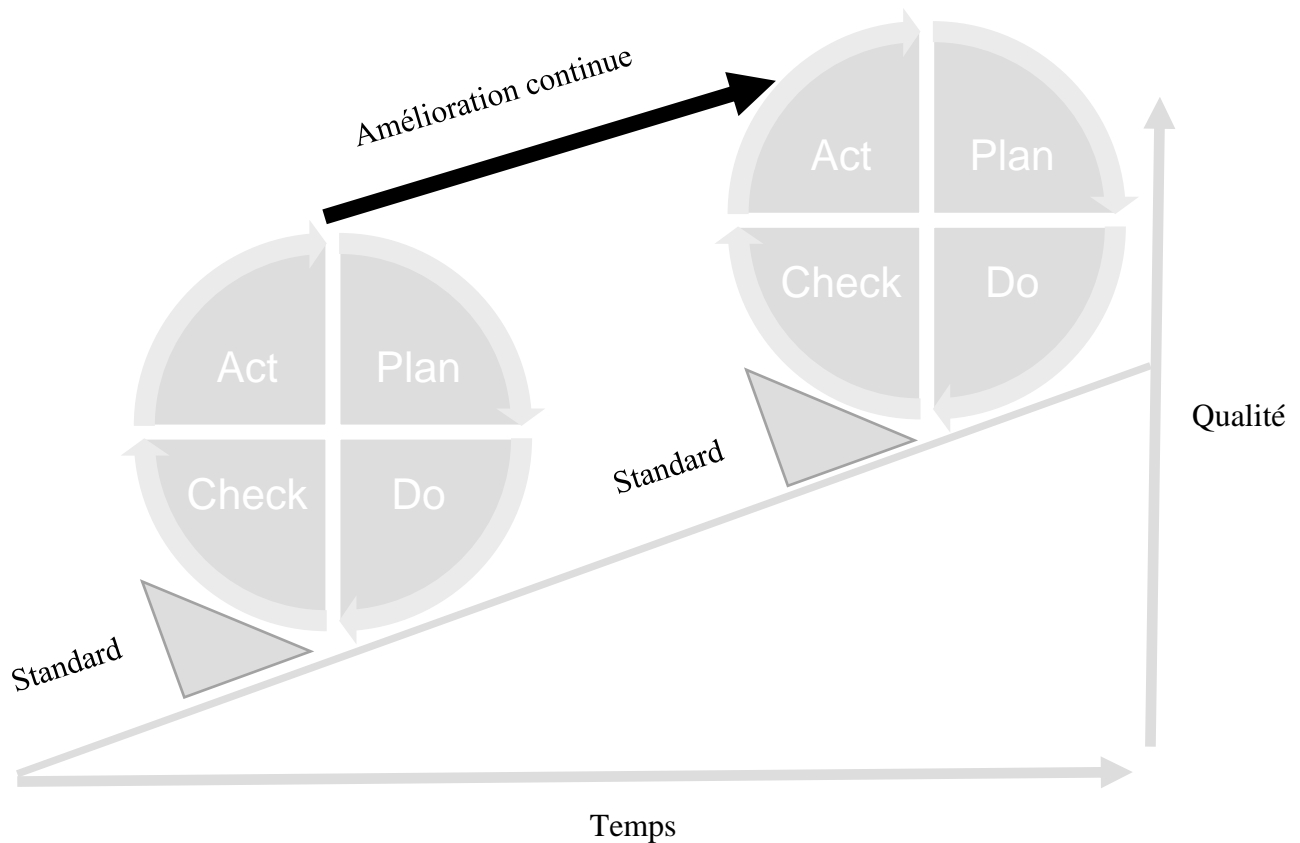 Amélioration continue
Act
Plan
Check
Do
Act
Plan
Check
Do
Qualité
Standard
Standard
Temps